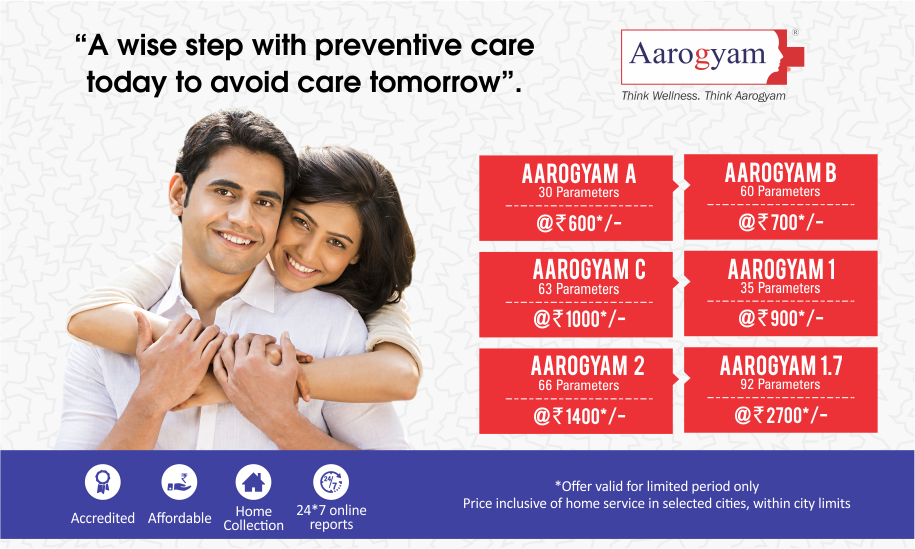 “A wise step with preventive care
today to avoid care tomorrow”.
Aarogyam®
Think Wellness. Think Aarogyam
AAROGYAM A
30 Parameters
@₹600*/-
AAROGYAM B
60 Parameters
@₹700*/-
AAROGYAM C
63 Parameters
@₹1000*/-
AAROGYAM 1
35 Parameters
@₹900*/-
AAROGYAM 2
66 Parameters
@₹1400*/-
AAROGYAM 1.7
92 Parameters
@₹2700*/-
Accredited
₹
Affordable
Home
Collection
24/7
24*7 online
reports
*Offer valid for limited period only
Price inclusive of home service in selected cities, within city limits